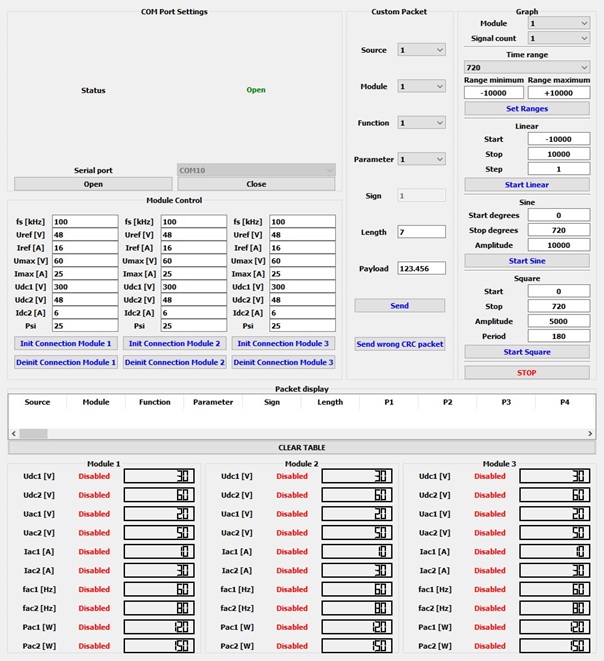 COM Port Settings
Status Open
Serial port COM10
Open Close
Module Control
fs [kHz] 100 fs [kHz] 100 fs [kHz] 100
Uref [V] 48 Uref [V] 48 Uref [V] 48
Iref [A] 16 Iref [A] 16 Iref [A] 16
Umax [V] 60 Umax [V] 60 Umax [V] 60
Imax [A] 25 Imax [A] 25 Imax [A] 25
Udc1 [V] 300 Udc1 [V] 300 Udc1 [V] 300
Udc2 [V] 48 Udc2 [V] 48 Udc2 [V] 48
Idc2 [A] 6 Idc2 [A] 6 Idc2 [A] 6
Psi 25 Psi 25 Psi 25
Init Connection Module 1 Init Connection Module 2 Init Connection Module 3
Deinit Connection Module 1 Deinit Connection Module 2 Deinit Connection Module 3
Custom Packet
Source 1
Module 1
Function 1
Parameter 1
Sign 1
Length 7
Payload 123.456
Send
Send wrong CRC packet
Graph
Module 1
Signal count 1
Time range
720
Range minimum Range maximum
-10000 +10000
Set Ranges
Linear
Start -10000
Stop 10000
Step 1
Start Linear
Sine
Start degrees 0
Stop degrees 720
Amplitude 10000
Start Sine
Square
Start 0
Stop 720
Amplitude 5000
Period 180
Start Square
STOP
Packet display
Source Module Function Parameter Sign Length P1 P2 P3 P4
CLEAR TABLE
Module 1 Module 2 Module 3
Udc1 [V] Disabled 30 Udc1 [V] Disabled 30 Udc1 [V] Disabled 30
Udc2 [V] Disabled 60 Udc2 [V] Disabled 60 Udc2 [V] Disabled 60
Uac1 [V] Disabled 20 Uac1 [V] Disabled 20 Uac1 [V] Disabled 20
Uac2 [V] Disabled 50 Uac2 [V] Disabled 50 Uac2 [V] Disabled 50
Iac1 [A] Disabled 10 Iac1 [A] Disabled 10 Iac1 [A] Disabled 10
Iac2 [A] Disabled 30 Iac2 [A] Disabled 30 Iac2 [A] Disabled 30
fac1 [Hz] Disabled 60 fac1 [Hz] Disabled 60 fac1 [Hz] Disabled 60
fac2 [Hz] Disabled 80 fac2 [Hz] Disabled 80 fac2 [Hz] Disabled 80
Pac1 [W] Disabled 120 Pac1 [W] Disabled 120 Pac1 [W] Disabled 120
Pac2 [W] Disabled 150 Pac2 [W] Disabled 150 Pac2 [W] Disabled 150